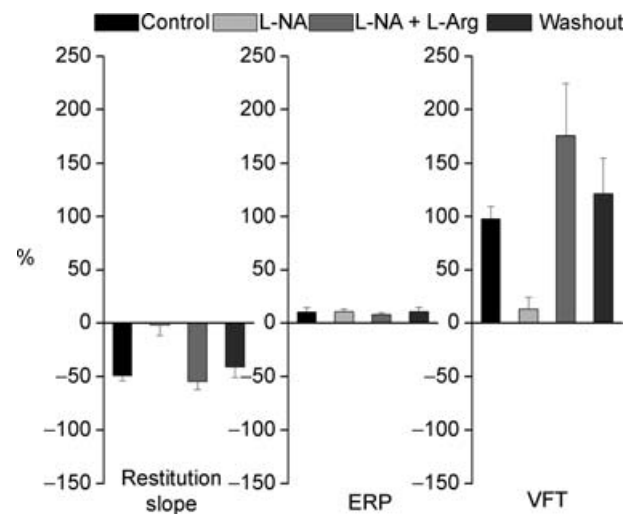 Control L-NA L-NA + L-Arg Washout
250 250 250
200 200 200
150 150 150
100 100 100
%
50 50 50
0 0 0
−50 −50 −50
−100 −100 −100
−150 −150 −150
Restitution
slope
ERP VFT